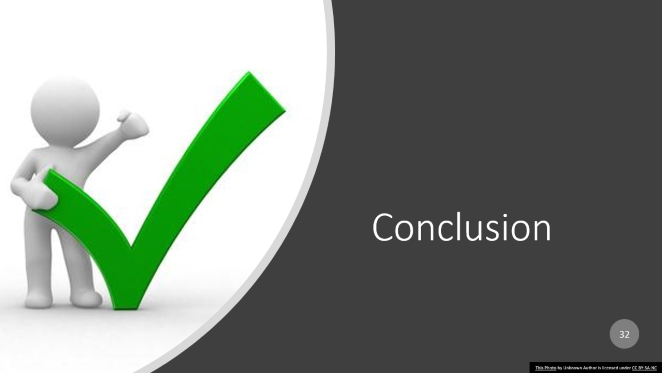 Conclusion
32
This Photo by Unknown Author is licensed under CC BY-SA-NC